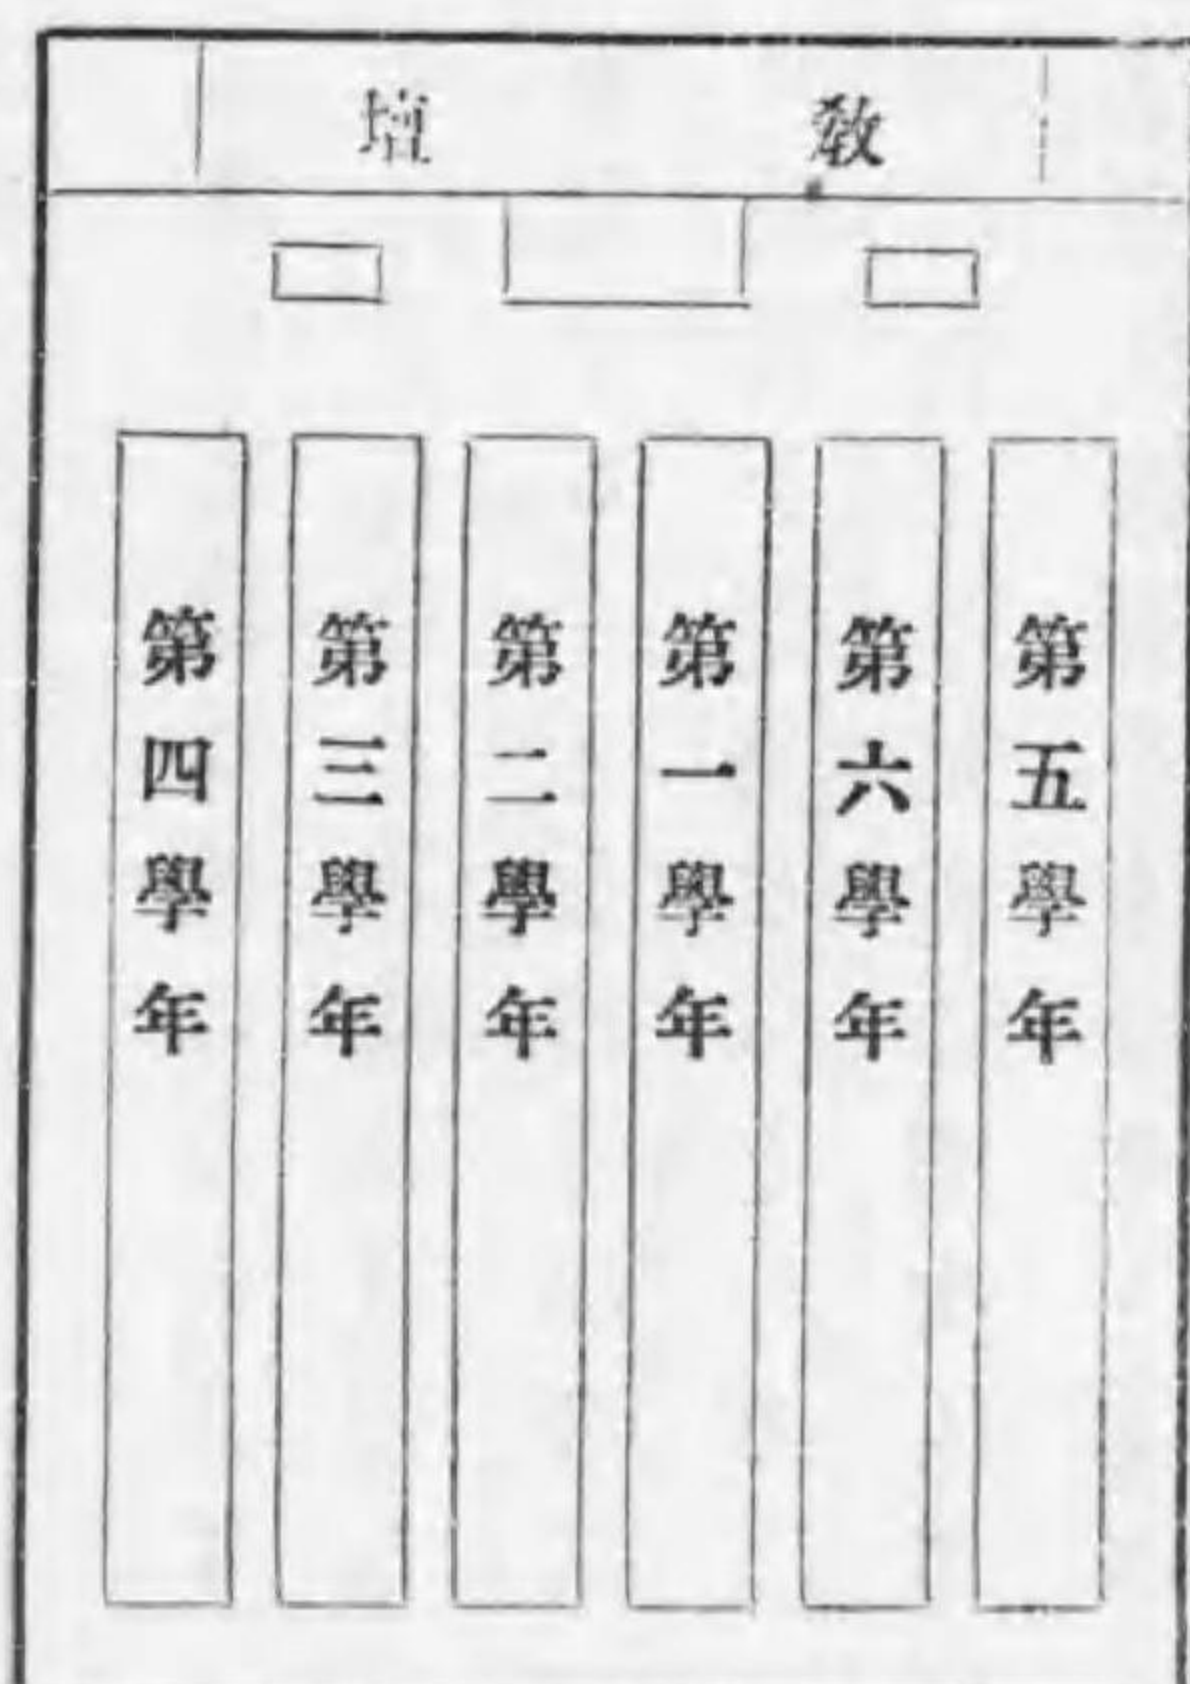 敎壇
第五學年
第六學年
第一學年
第二學年
第三學年
第四學年